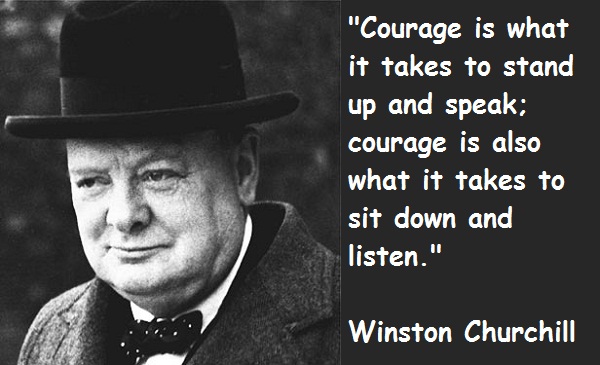 "Courage is what
it takes to stand
up and speak;
courage is also
what it takes to
sit down and
listen."
Winston Churchill